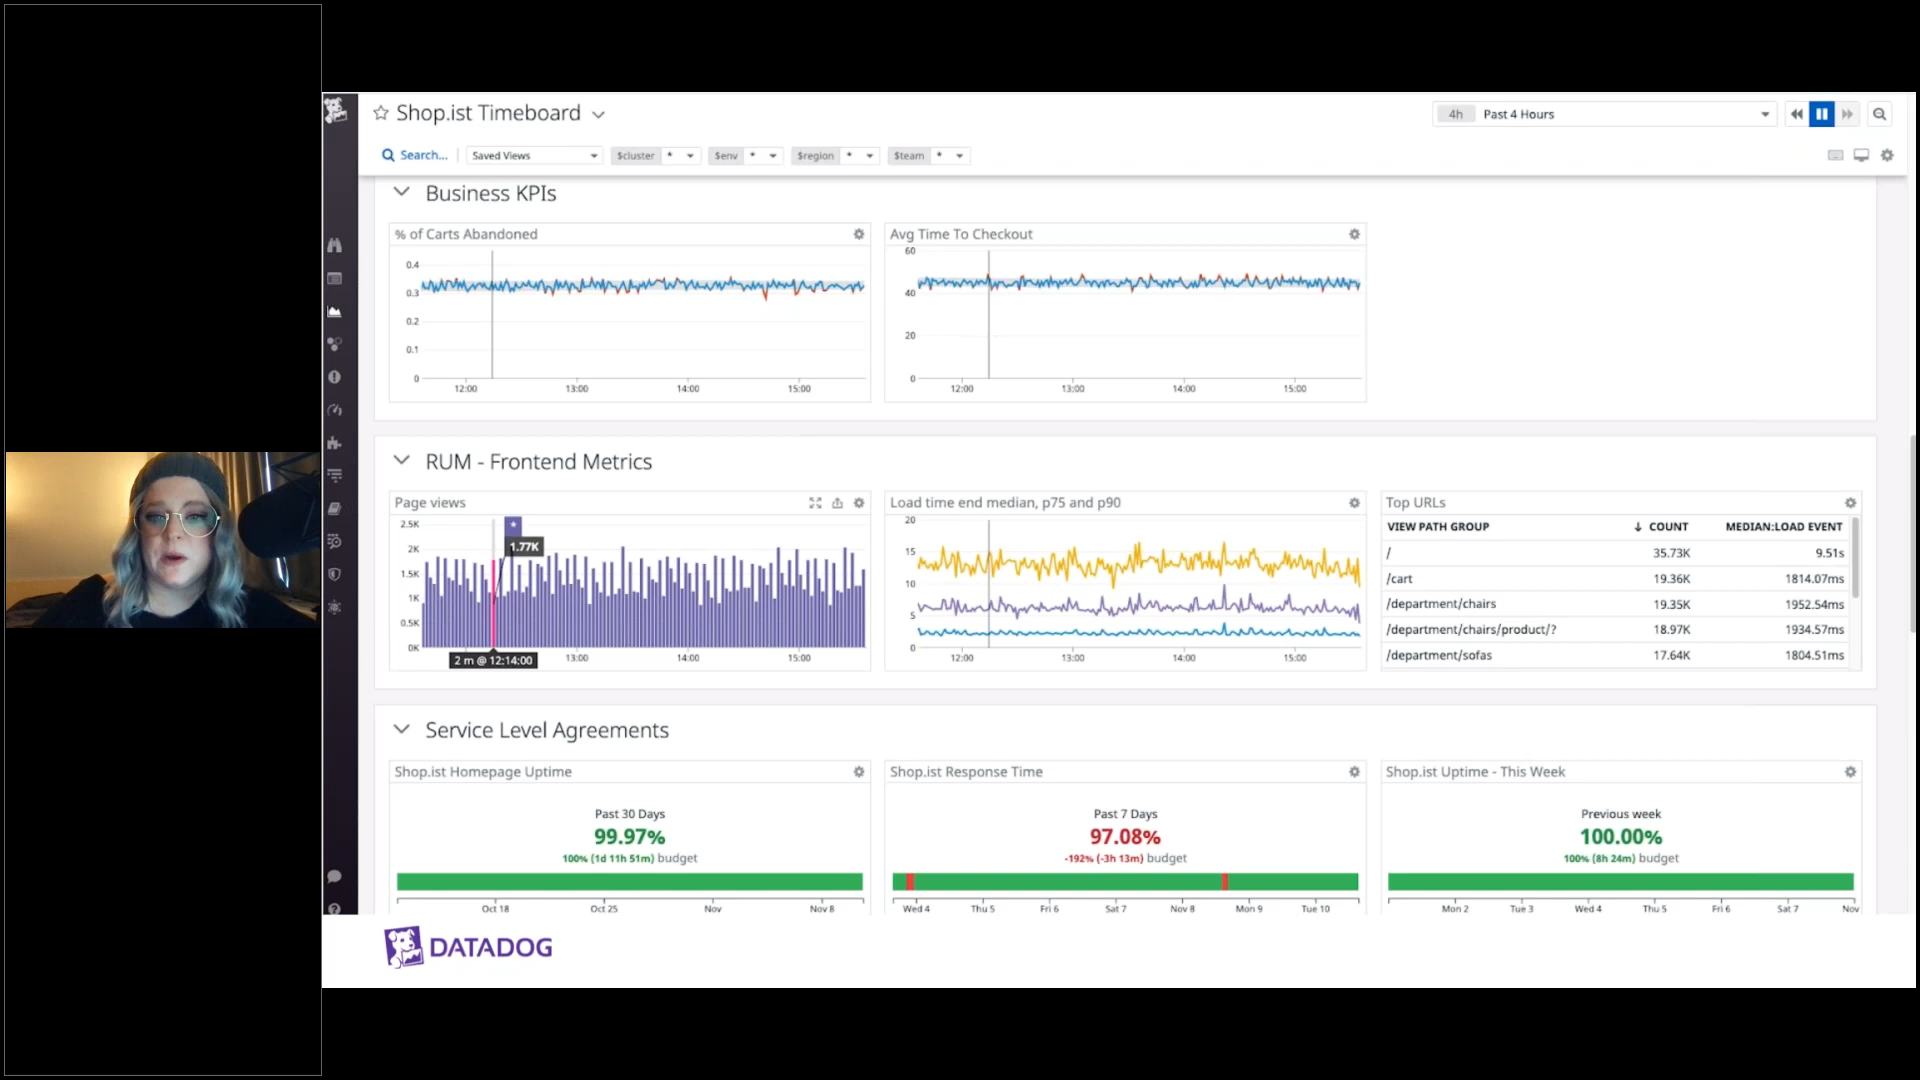 Shop.ist Timeboard
4h Past 4 Hours
Search... Saved Views $cluster * $env * $region * $team *
Business KPIs
% of Carts Abandoned
0.4
0.3
0.2
0.1
0
12:00 13:00 14:00 15:00
Avg Time To Checkout
60
40
20
0
12:00 13:00 14:00 15:00
RUM - Frontend Metrics
Page views
2.5K
2K
1.5K
1K
0.5K
0K
*
1.77K
2 m @ 12:14:00
13:00 14:00 15:00
Load time end median, p75 and p90
20
15
10
5
0
12:00 13:00 14:00 15:00
Top URLs
VIEW PATH GROUP ↓ COUNT MEDIAN:LOAD EVENT
/ 35.73K 9.51s
/cart 19.36K 1814.07ms
/department/chairs 19.35K 1952.54ms
/department/chairs/product/? 18.97K 1934.57ms
/department/sofas 17.64K 1804.51ms
Service Level Agreements
Shop.ist Homepage Uptime
Past 30 Days
99.97%
100% (1d 11h 51m) budget
Oct 18 Oct 25 Nov Nov 8
Shop.ist Response Time
Past 7 Days
97.08%
-192% (-3h 13m) budget
Wed 4 Thu 5 Fri 6 Sat 7 Nov 8 Mon 9 Tue 10
Shop.ist Uptime - This Week
Previous week
100.00%
100% (8h 24m) budget
Mon 2 Tue 3 Wed 4 Thu 5 Fri 6 Sat 7 Nov
DATADOG